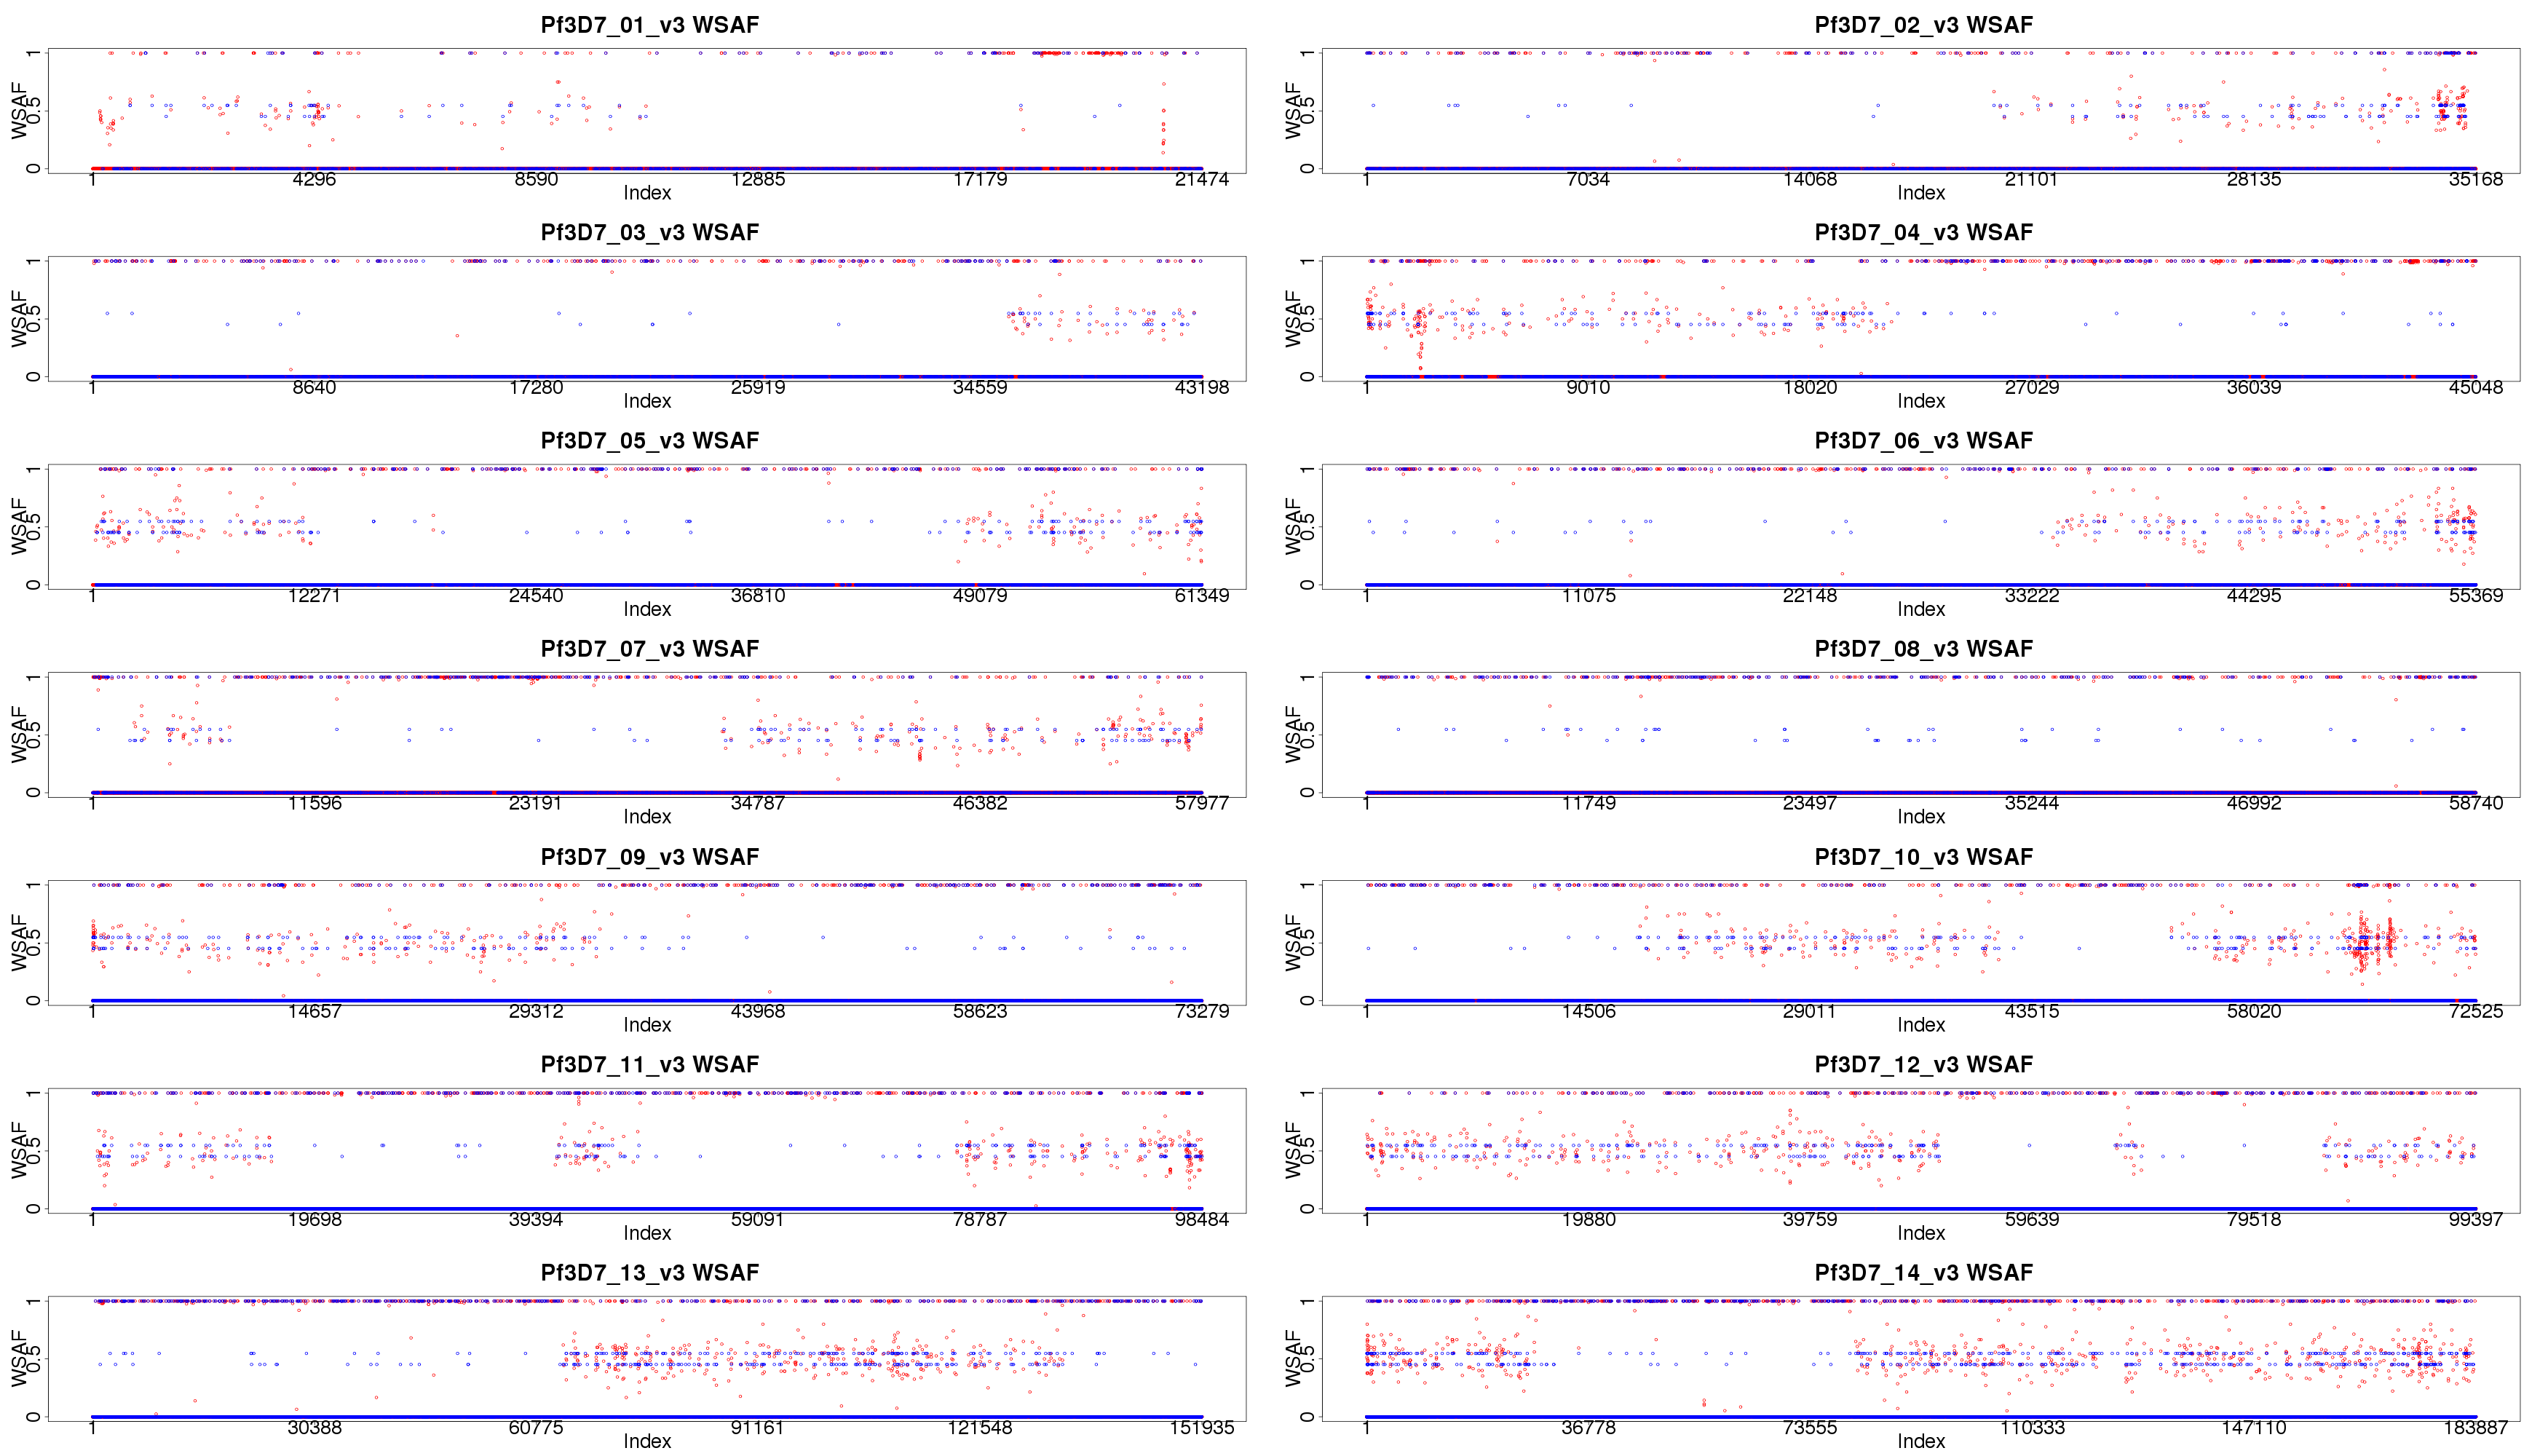 Pf3D7_01_v3 WSAF
WSAF
0 0.5 1
1 4296 8590 12885 17179 21474
Index
Pf3D7_02_v3 WSAF
WSAF
0 0.5 1
1 7034 14068 21101 28135 35168
Index
Pf3D7_03_v3 WSAF
WSAF
0 0.5 1
1 8640 17280 25919 34559 43198
Index
Pf3D7_04_v3 WSAF
WSAF
0 0.5 1
1 9010 18020 27029 36039 45048
Index
Pf3D7_05_v3 WSAF
WSAF
0 0.5 1
1 12271 24540 36810 49079 61349
Index
Pf3D7_06_v3 WSAF
WSAF
0 0.5 1
1 11075 22148 33222 44295 55369
Index
Pf3D7_07_v3 WSAF
WSAF
0 0.5 1
1 11596 23191 34787 46382 57977
Index
Pf3D7_08_v3 WSAF
WSAF
0 0.5 1
1 11749 23497 35244 46992 58740
Index
Pf3D7_09_v3 WSAF
WSAF
0 0.5 1
1 14657 29312 43968 58623 73279
Index
Pf3D7_10_v3 WSAF
WSAF
0 0.5 1
1 14506 29011 43515 58020 72525
Index
Pf3D7_11_v3 WSAF
WSAF
0 0.5 1
1 19698 39394 59091 78787 98484
Index
Pf3D7_12_v3 WSAF
WSAF
0 0.5 1
1 19880 39759 59639 79518 99397
Index
Pf3D7_13_v3 WSAF
WSAF
0 0.5 1
1 30388 60775 91161 121548 151935
Index
Pf3D7_14_v3 WSAF
WSAF
0 0.5 1
1 36778 73555 110333 147110 183887
Index